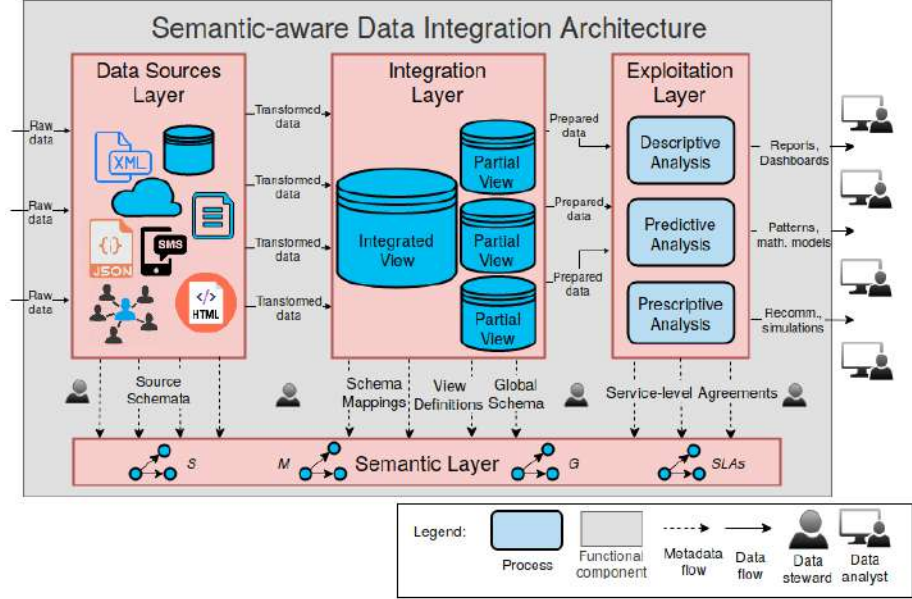 Semantic-aware Data Integration Architecture
Data Sources
Layer
Integration
Layer
Exploitation
Layer
Raw
data
Raw
data
Raw
data
XML
JSON
SMS
</>
HTML
Transformed
data
Transformed
data
Transformed
data
Transformed
data
Integrated
View
Partial
View
Partial
View
Partial
View
Prepared
data
Prepared
data
Prepared
data
Descriptive
Analysis
Predictive
Analysis
Prescriptive
Analysis
Reports,
Dashboards
Patterns,
math. models
Recomm.,
simulations
Source
Schemata
Schema
Mappings
View
Definitions
Global
Schema
Service-level Agreements
S
M
Semantic Layer
G
SLAs
Legend:
Process
Functional
component
Metadata
flow
Data
flow
Data
steward
Data
analyst